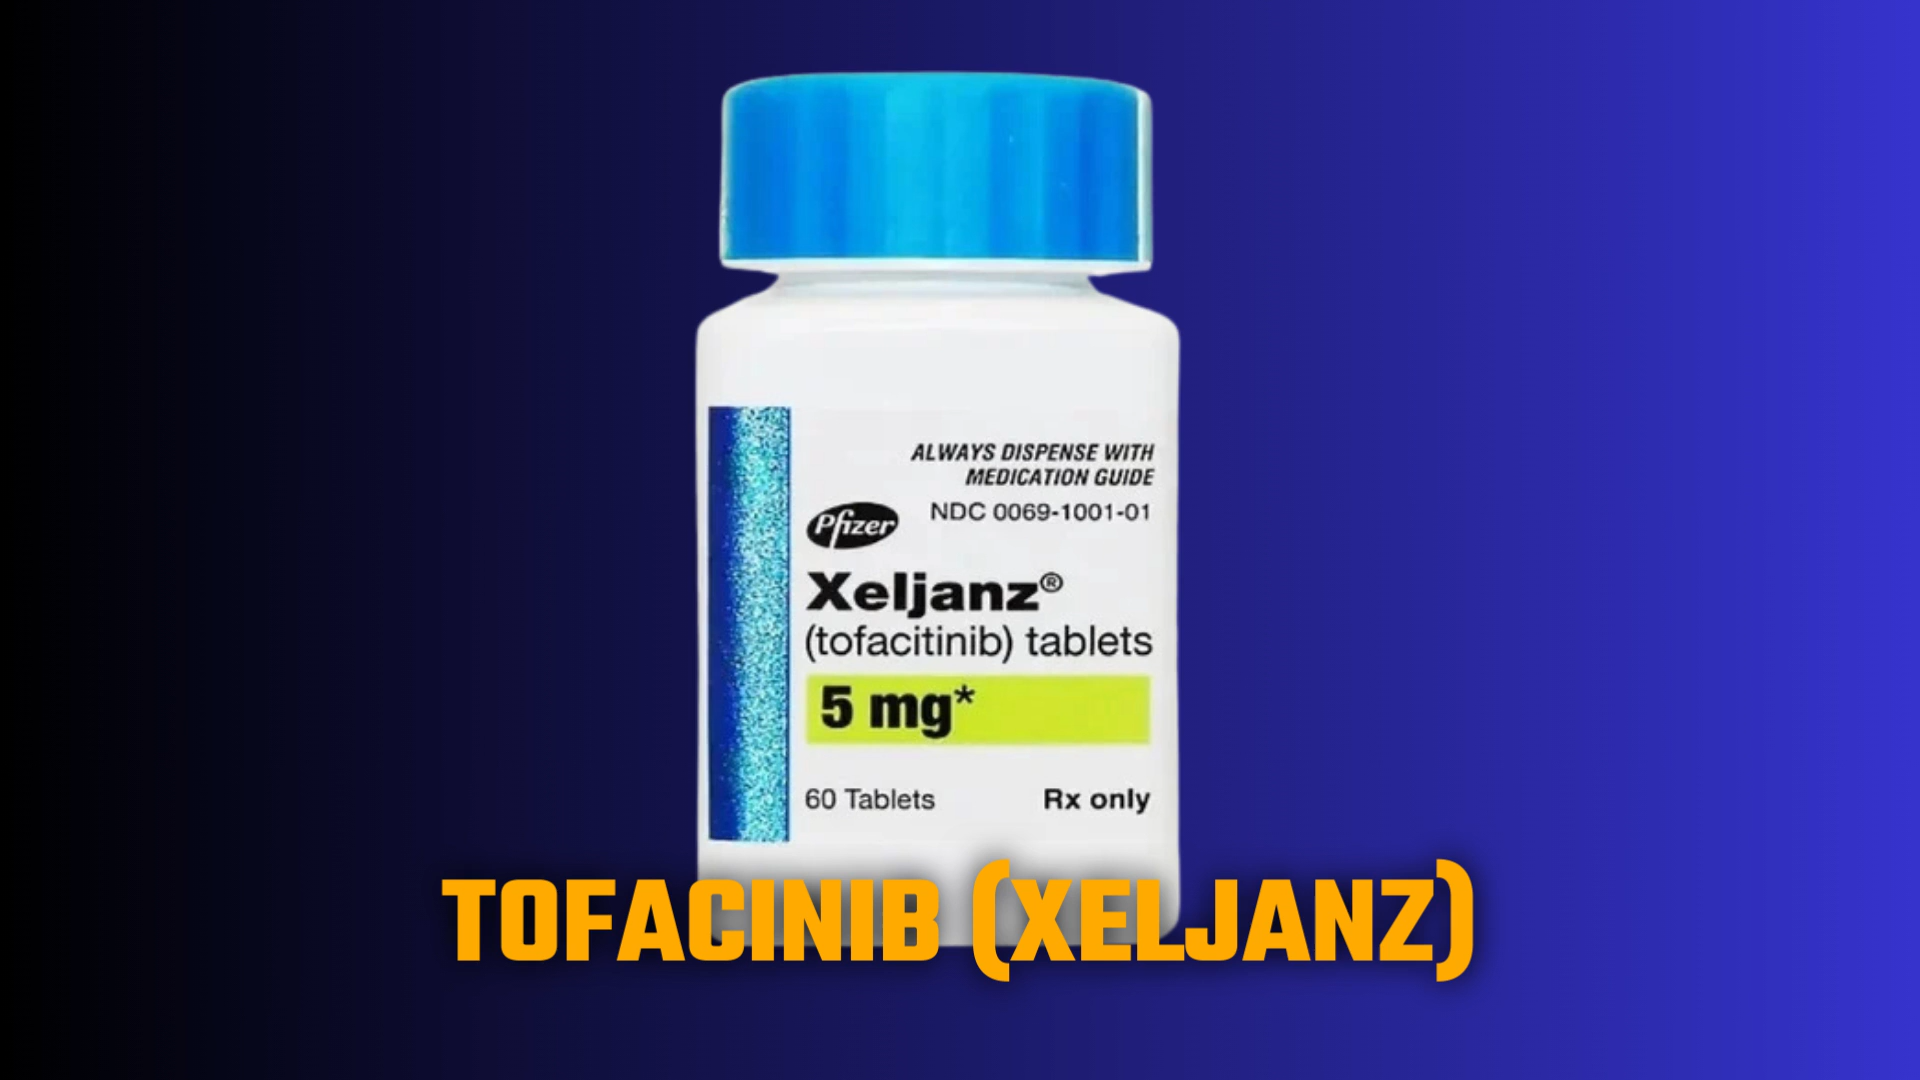 ALWAYS DISPENSE WITH
MEDICATION GUIDE
Pfizer
NDC 0069-1001-01
Xeljanz®
(tofacitinib) tablets
5 mg*
60 Tablets
Rx only
TOFACINIB (XELJANZ)